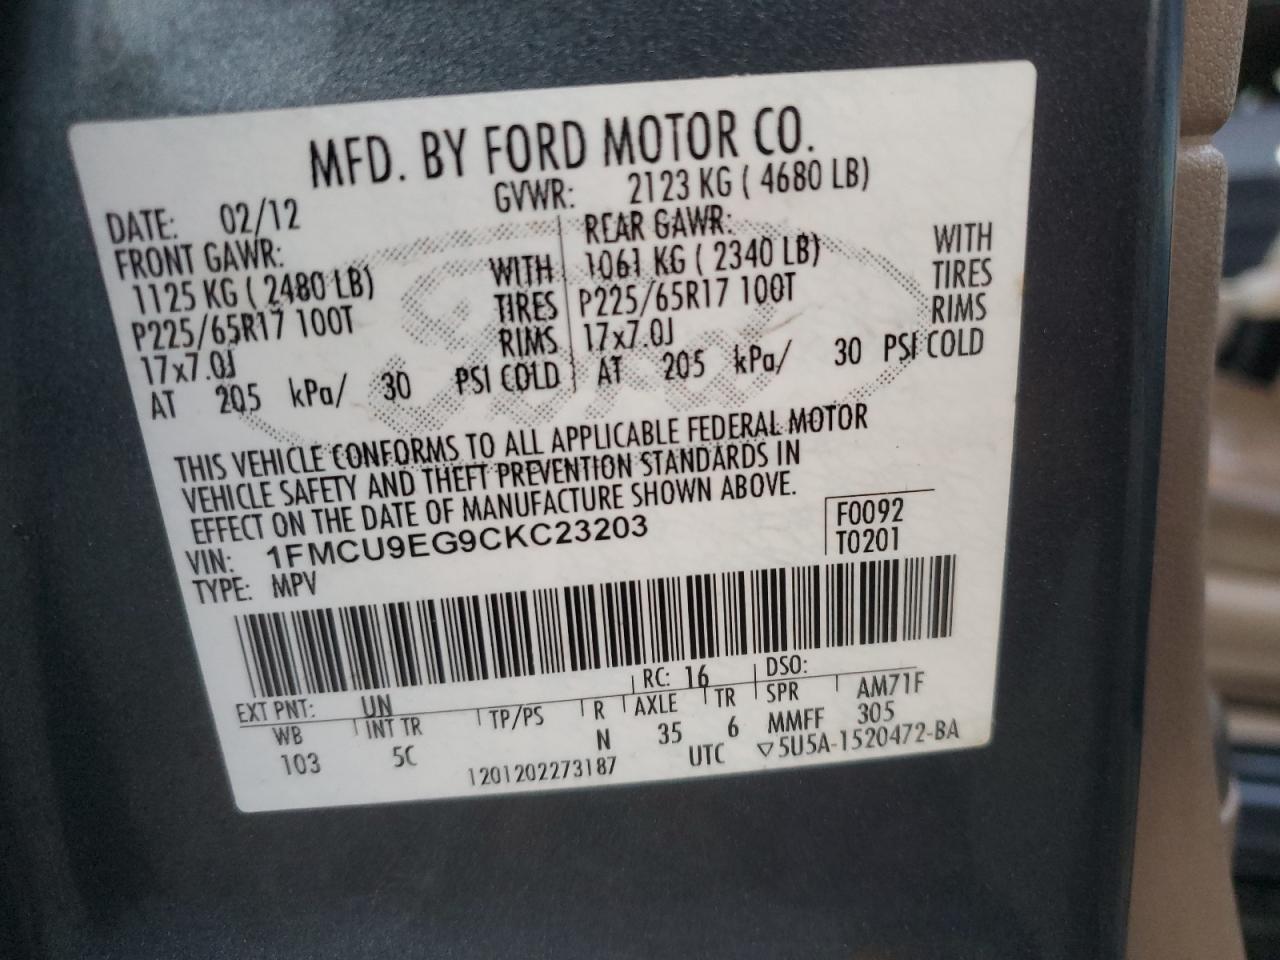 MFD. BY FORD MOTOR CO.
DATE: 02/12 GVWR: 2123 KG ( 4680 LB)
FRONT GAWR: REAR GAWR:
1125 KG ( 2480 LB) WITH 1061 KG ( 2340 LB) WITH
P225/65R17 100T TIRES P225/65R17 100T TIRES
17x7.0J RIMS 17x7.0J RIMS
AT 205 kPa/ 30 PSI COLD AT 205 kPa/ 30 PSI COLD
Ford
THIS VEHICLE CONFORMS TO ALL APPLICABLE FEDERAL MOTOR
VEHICLE SAFETY AND THEFT PREVENTION STANDARDS IN
EFFECT ON THE DATE OF MANUFACTURE SHOWN ABOVE.
VIN: 1FMCU9EG9CKC23203 F0092
TYPE: MPV T0201
EXT PNT: UN RC: 16 DSO:
WB INT TR TP/PS R AXLE TR SPR AM71F
103 5C N 35 6 MMFF 305
1201202273187 UTC ▽5U5A-1520472-BA